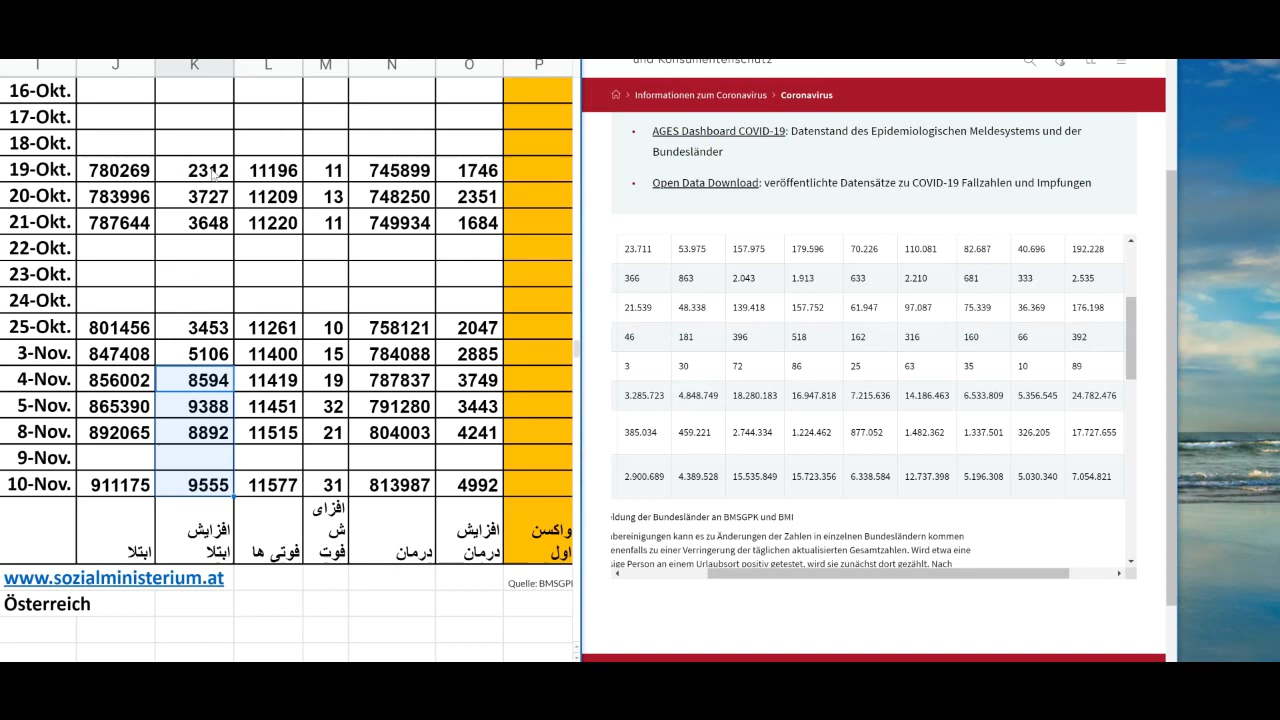 I J K L M N O P
16-Okt.
17-Okt.
18-Okt.
19-Okt. 780269 2312 11196 11 745899 1746
20-Okt. 783996 3727 11209 13 748250 2351
21-Okt. 787644 3648 11220 11 749934 1684
22-Okt.
23-Okt.
24-Okt.
25-Okt. 801456 3453 11261 10 758121 2047
3-Nov. 847408 5106 11400 15 784088 2885
4-Nov. 856002 8594 11419 19 787837 3749
5-Nov. 865390 9388 11451 32 791280 3443
8-Nov. 892065 8892 11515 21 804003 4241
9-Nov.
10-Nov. 911175 9555 11577 31 813987 4992
ابتلا
افزایش
ابتلا
فوتی ها
افزای
ش
فوت
درمان
افزایش
درمان
واکسن
اول
www.sozialministerium.at
Quelle: BMSGP
Österreich
und Konsumentenschutz
Informationen zum Coronavirus > Coronavirus
• AGES Dashboard COVID-19: Datenstand des Epidemiologischen Meldesystems und der
Bundesländer
• Open Data Download: veröffentlichte Datensätze zu COVID-19 Fallzahlen und Impfungen
23.711 53.975 157.975 179.596 70.226 110.081 82.687 40.696 192.228
366 863 2.043 1.913 633 2.210 681 333 2.535
21.539 48.338 139.418 157.752 61.947 97.087 75.339 36.369 176.198
46 181 396 518 162 316 160 66 392
3 30 72 86 25 63 35 10 89
3.285.723 4.848.749 18.280.183 16.947.818 7.215.636 14.186.463 6.533.809 5.356.545 24.782.476
385.034 459.221 2.744.334 1.224.462 877.052 1.482.362 1.337.501 326.205 17.727.655
2.900.689 4.389.528 15.535.849 15.723.356 6.338.584 12.737.398 5.196.308 5.030.340 7.054.821
ldung der Bundesländer an BMSGPK und BMI
bereinigungen kann es zu Änderungen der Zahlen in einzelnen Bundesländern kommen
enenfalls zu einer Verringerung der täglichen aktualisierten Gesamtzahlen. Wird etwa eine
sige Person an einem Urlaubsort positiv getestet, wird sie zunächst dort gezählt. Nach